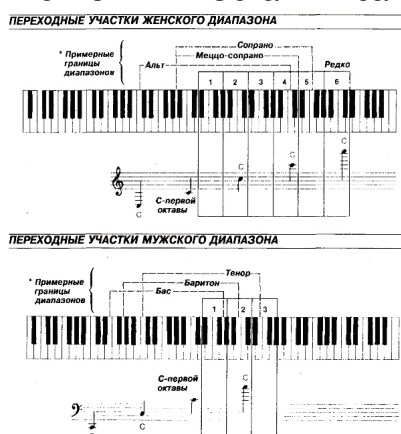 ПЕРЕХОДНЫЕ УЧАСТКИ ЖЕНСКОГО ДИАПАЗОНА
* Примерные
границы
диапазонов
Сопрано
Меццо-сопрано
Альт
Редко
1 2 3 4 5 6
C C C C
С-первой
октавы
ПЕРЕХОДНЫЕ УЧАСТКИ МУЖСКОГО ДИАПАЗОНА
* Примерные
границы
диапазонов
Тенор
Баритон
Бас
1 2 3
С-первой
октавы
C
C
C